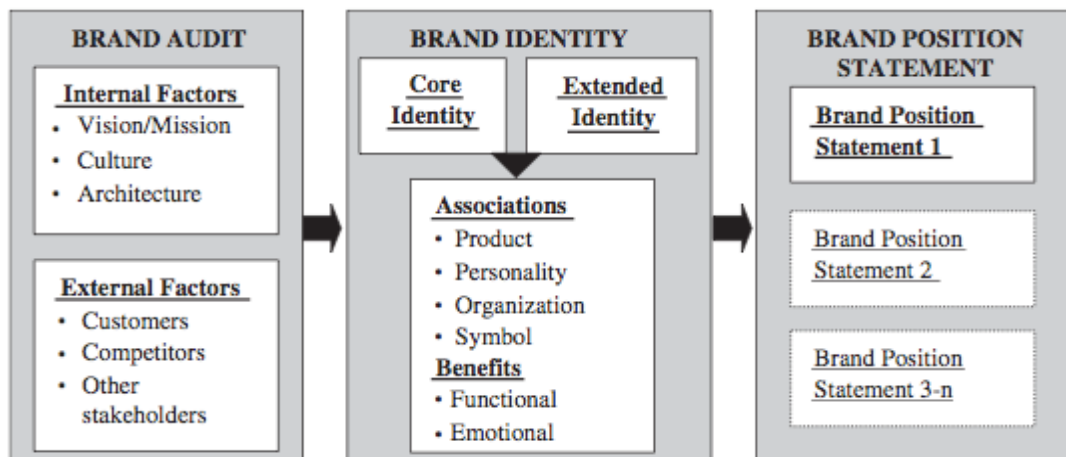 BRAND AUDIT
Internal Factors
• Vision/Mission
• Culture
• Architecture
External Factors
• Customers
• Competitors
• Other
stakeholders
BRAND IDENTITY
Core
Identity
Extended
Identity
Associations
• Product
• Personality
• Organization
• Symbol
Benefits
• Functional
• Emotional
BRAND POSITION
STATEMENT
Brand Position
Statement 1
Brand Position
Statement 2
Brand Position
Statement 3-n